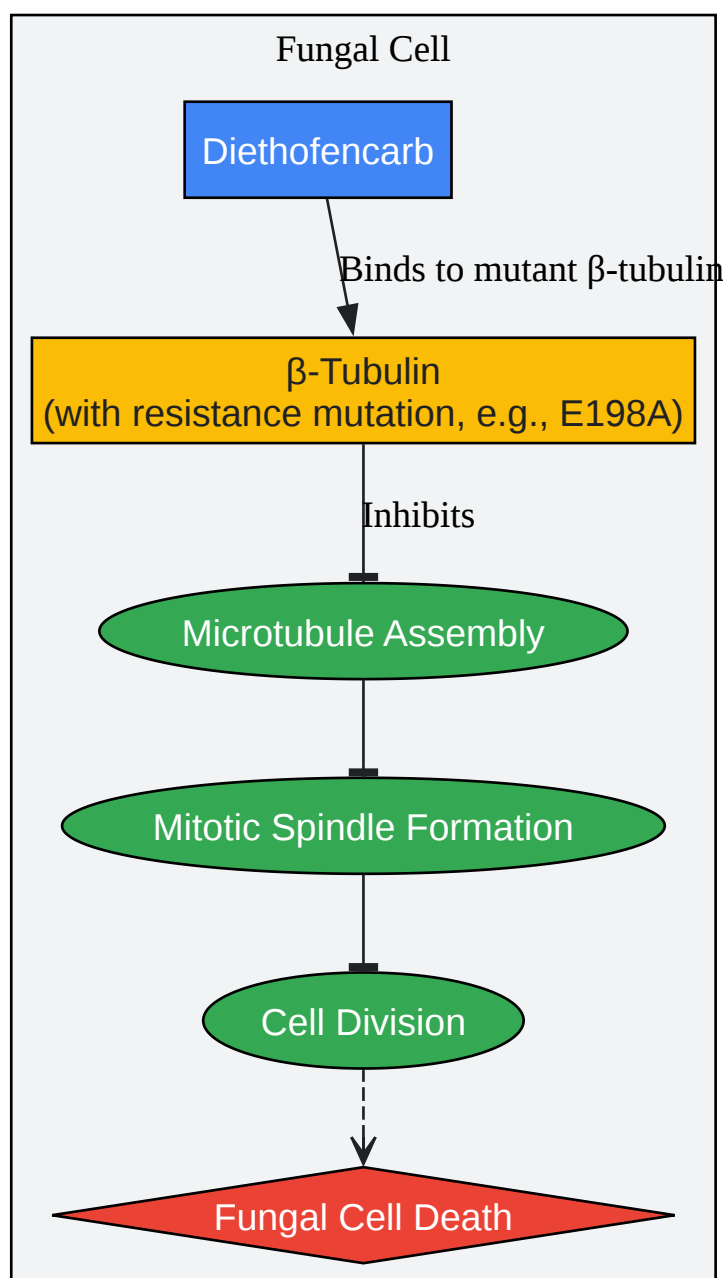 Fungal Cell
Diethofencarb
Binds to mutant β-tubulin
β-Tubulin
(with resistance mutation, e.g., E198A)
Inhibits
Microtubule Assembly
Mitotic Spindle Formation
Cell Division
Fungal Cell Death